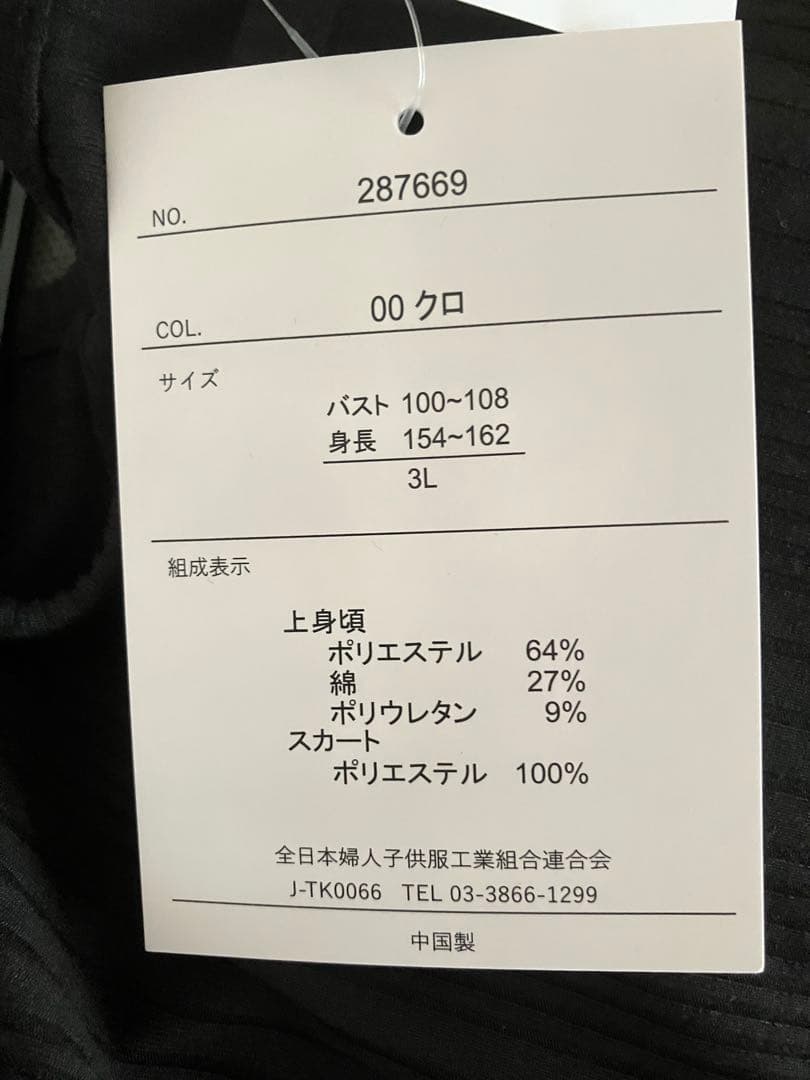 NO. 287669
COL. 00 クロ
サイズ
バスト 100~108
身長 154~162
3L
組成表示
上身頃
ポリエステル 64%
綿 27%
ポリウレタン 9%
スカート
ポリエステル 100%
全日本婦人子供服工業組合連合会
J-TK0066 TEL 03-3866-1299
中国製